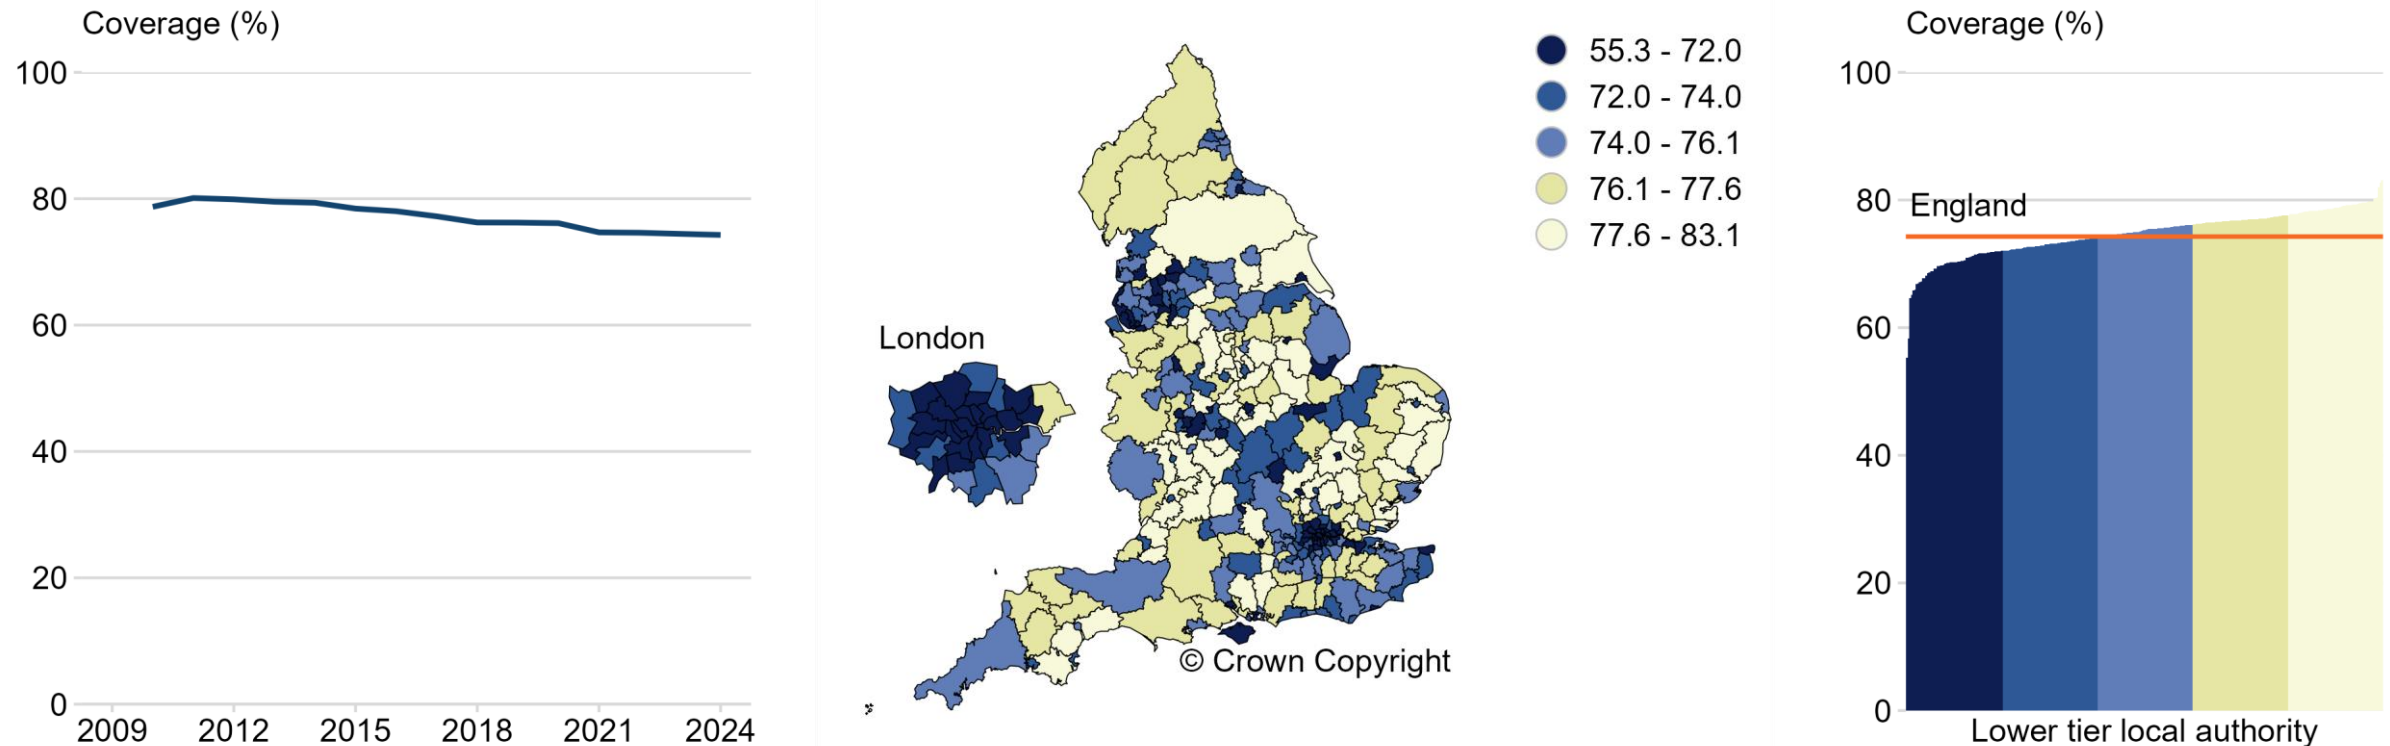 Coverage (%)
100
80
60
40
20
0
2009 2012 2015 2018 2021 2024
55.3 - 72.0
72.0 - 74.0
74.0 - 76.1
76.1 - 77.6
77.6 - 83.1
London
© Crown Copyright
Coverage (%)
100
80
England
60
40
20
0
Lower tier local authority